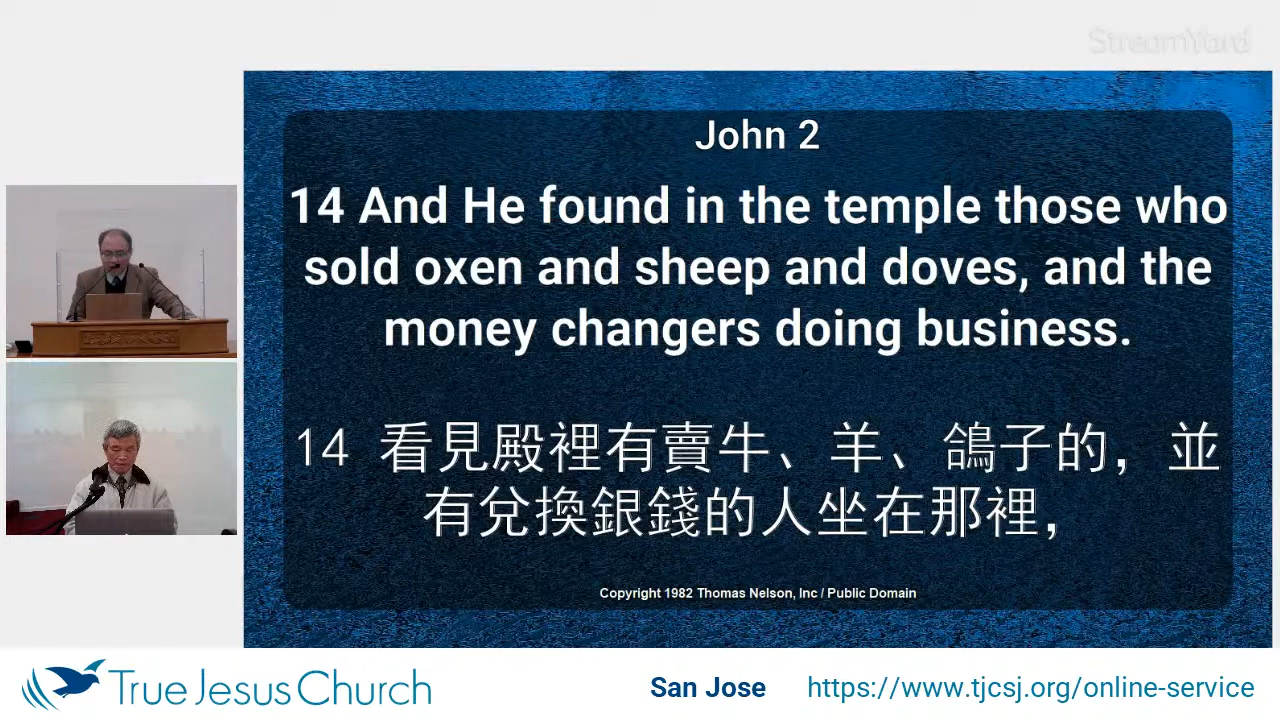 StreamYard
John 2
14 And He found in the temple those who
sold oxen and sheep and doves, and the
money changers doing business.
14 看見殿裡有賣牛、羊、鴿子的，並
有兌換銀錢的人坐在那裡，
Copyright 1982 Thomas Nelson, Inc / Public Domain
True Jesus Church
San Jose
https://www.tjcsj.org/online-service